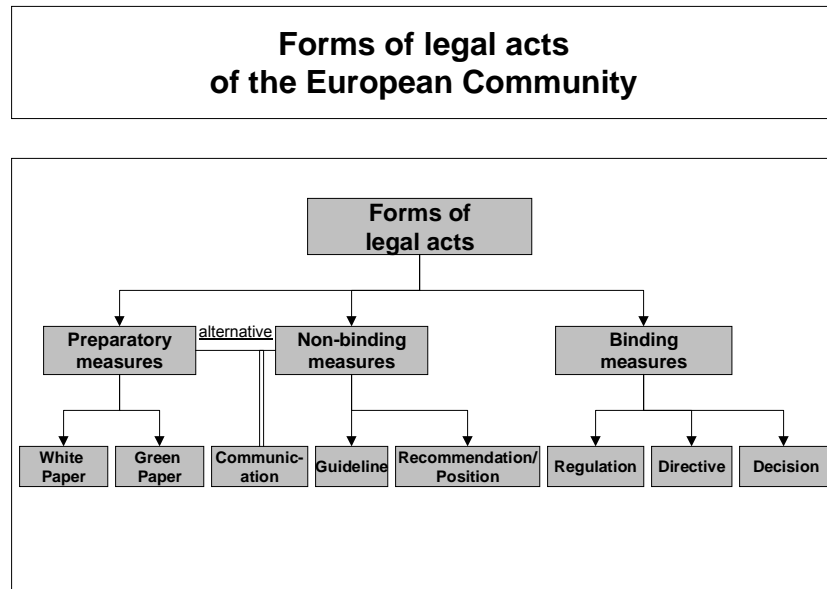 Forms of legal acts
of the European Community
Forms of
legal acts
alternative
Preparatory
measures
Non-binding
measures
Binding
measures
White
Paper
Green
Paper
Communic-
ation
Guideline
Recommendation/
Position
Regulation
Directive
Decision